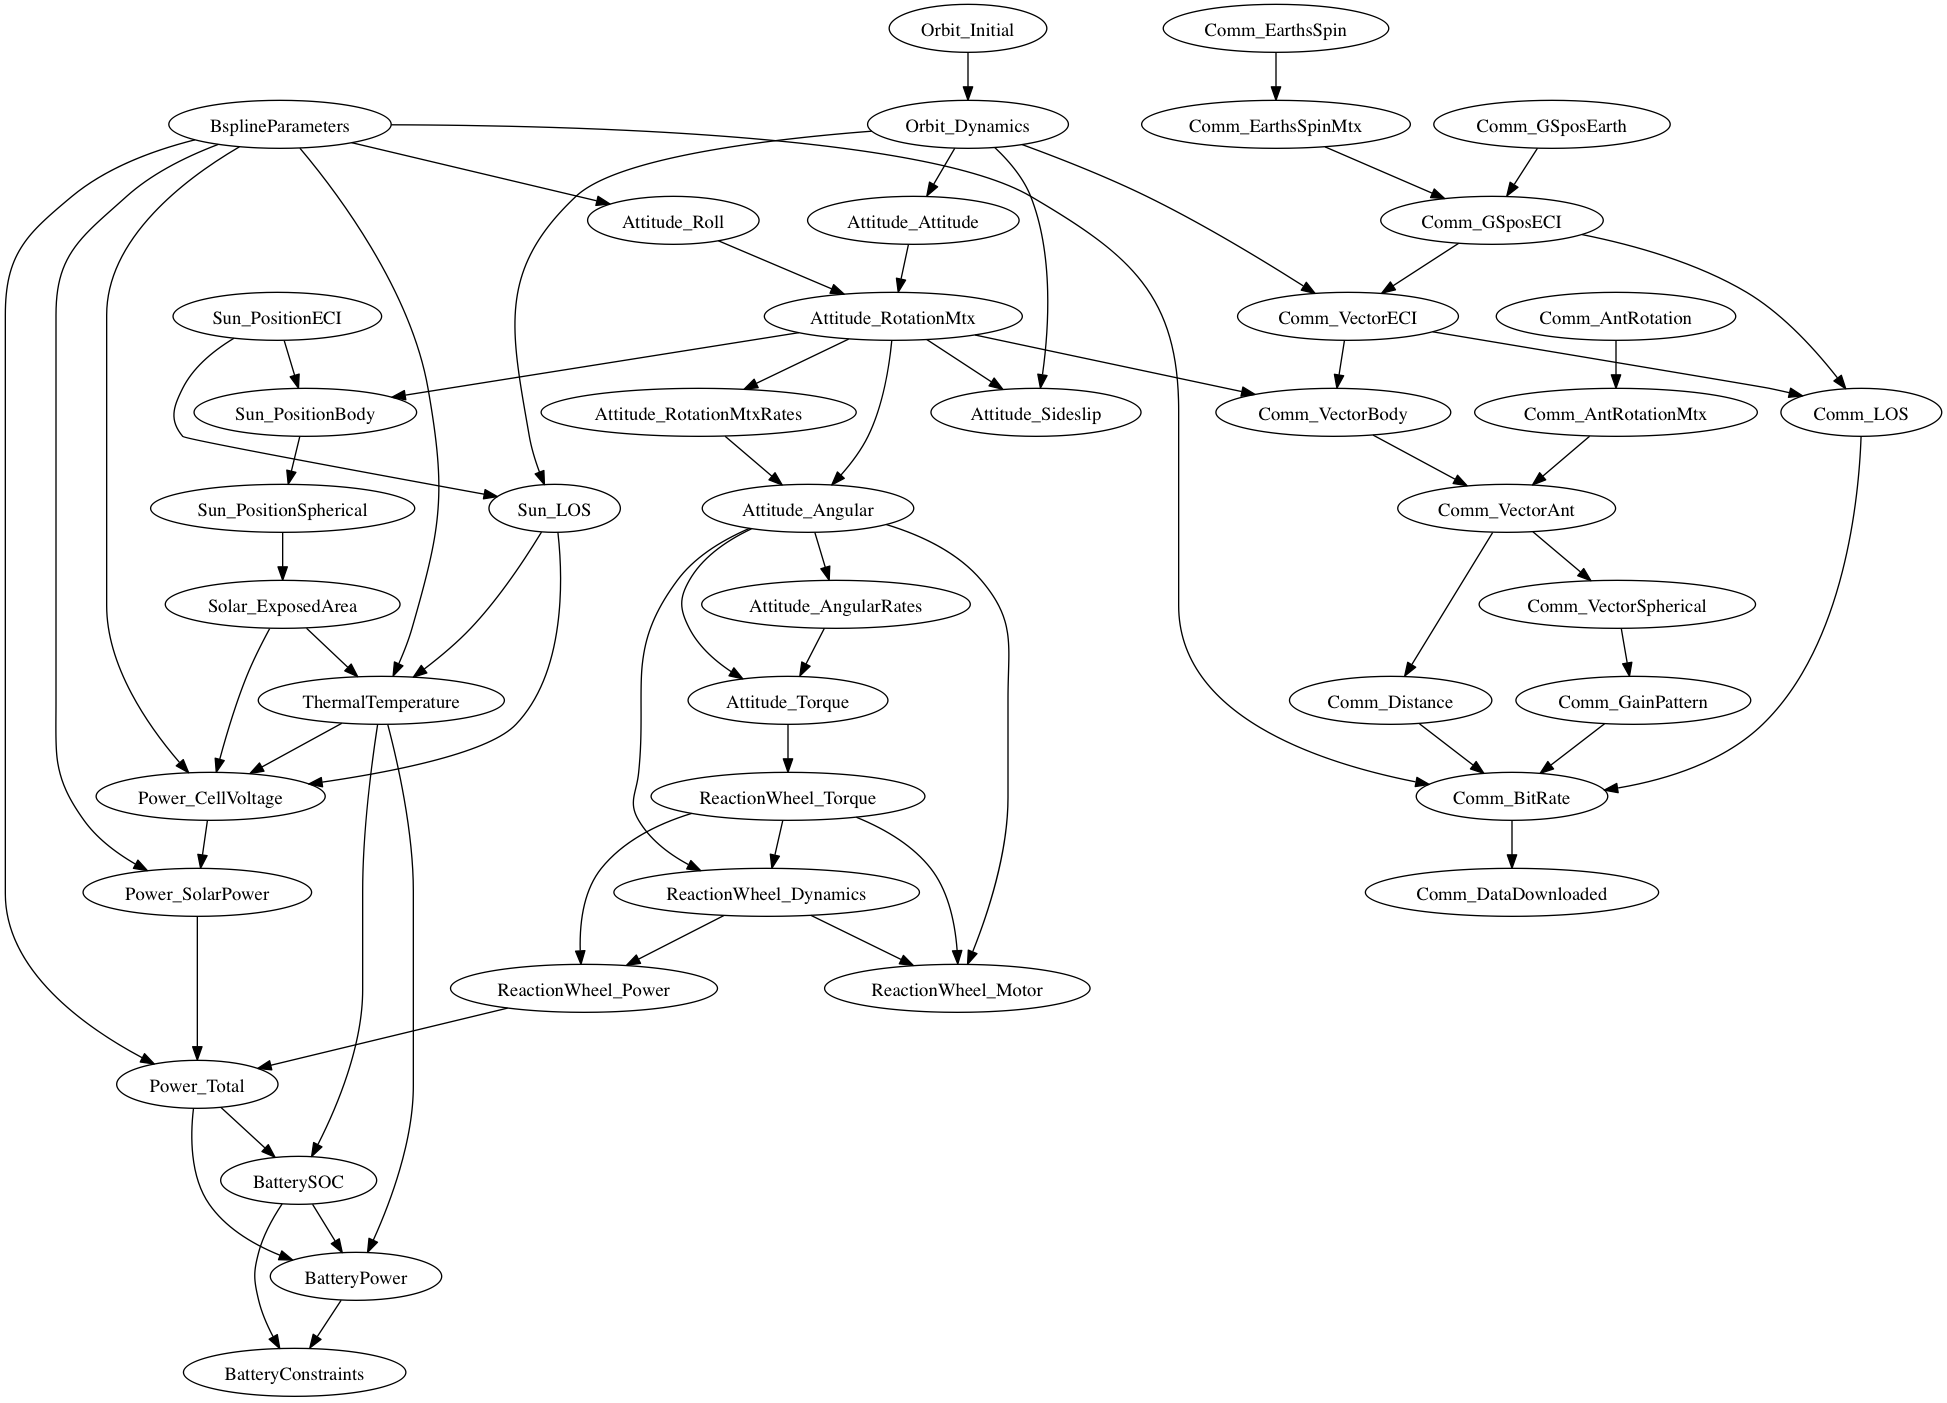 Orbit_Initial
Comm_EarthsSpin
BsplineParameters
Orbit_Dynamics
Comm_EarthsSpinMtx
Comm_GSposEarth
Attitude_Roll
Attitude_Attitude
Comm_GSposECI
Sun_PositionECI
Attitude_RotationMtx
Comm_VectorECI
Comm_AntRotation
Sun_PositionBody
Attitude_RotationMtxRates
Attitude_Sideslip
Comm_VectorBody
Comm_AntRotationMtx
Comm_LOS
Sun_PositionSpherical
Sun_LOS
Attitude_Angular
Comm_VectorAnt
Solar_ExposedArea
Attitude_AngularRates
Comm_VectorSpherical
ThermalTemperature
Attitude_Torque
Comm_Distance
Comm_GainPattern
Power_CellVoltage
ReactionWheel_Torque
Comm_BitRate
Power_SolarPower
ReactionWheel_Dynamics
Comm_DataDownloaded
ReactionWheel_Power
ReactionWheel_Motor
Power_Total
BatterySOC
BatteryPower
BatteryConstraints